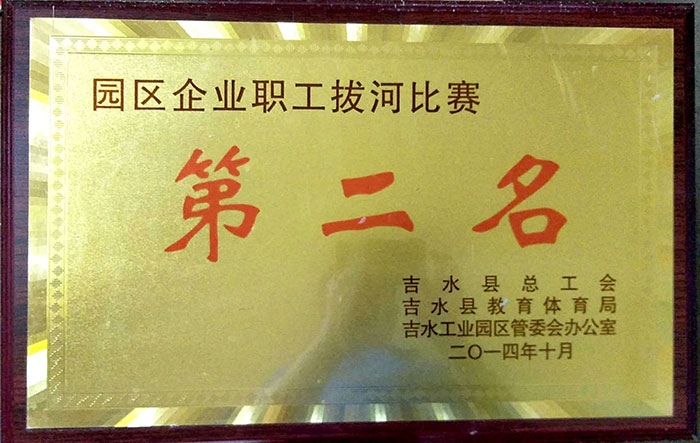 园区企业职工拔河比赛
第二名
吉水县总工会
吉水县教育体育局
吉水工业园区管委会办公室
二〇一四年十月